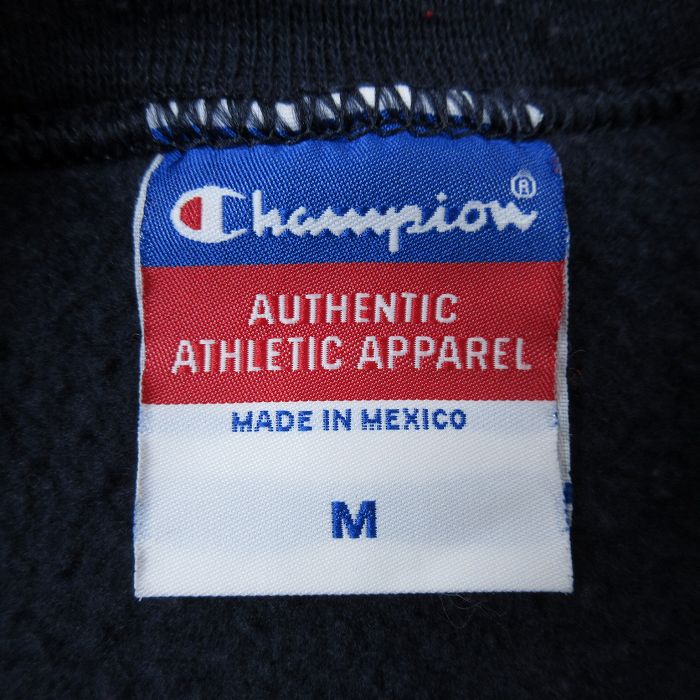 Champion®
AUTHENTIC
ATHLETIC APPAREL
MADE IN MEXICO
M